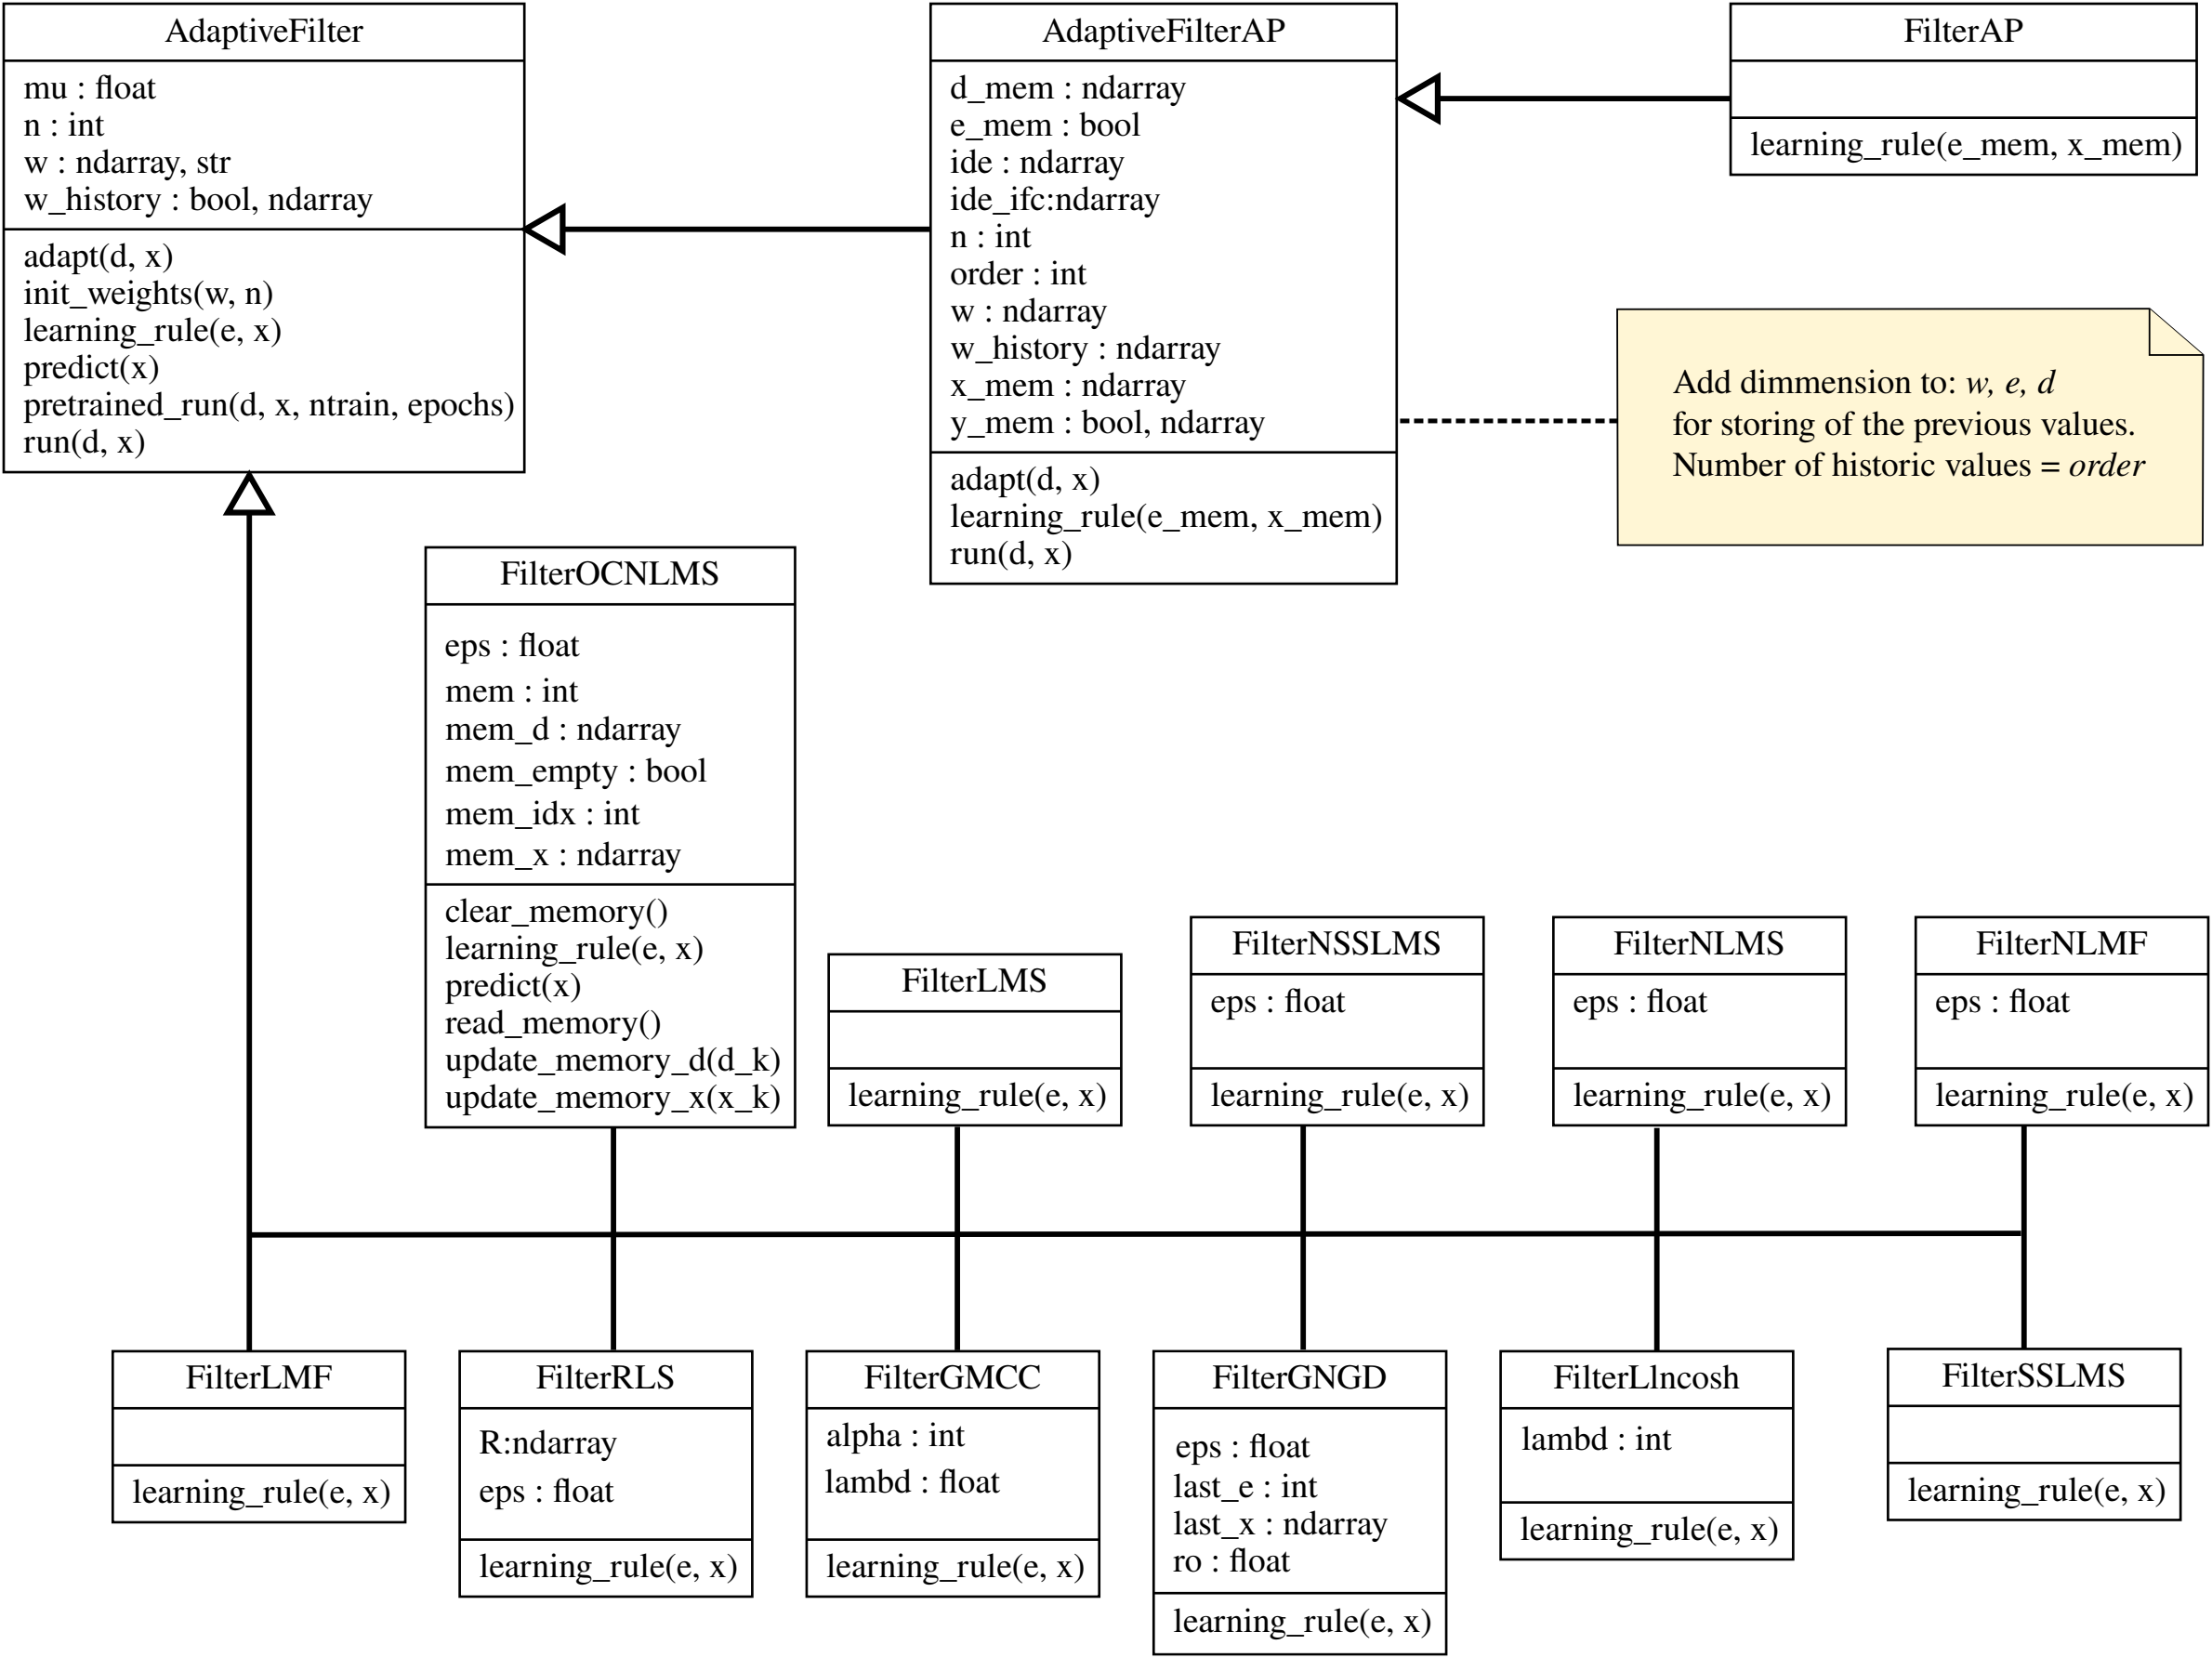 AdaptiveFilter
mu : float
n : int
w : ndarray, str
w_history : bool, ndarray
adapt(d, x)
init_weights(w, n)
learning_rule(e, x)
predict(x)
pretrained_run(d, x, ntrain, epochs)
run(d, x)
AdaptiveFilterAP
d_mem : ndarray
e_mem : bool
ide : ndarray
ide_ifc:ndarray
n : int
order : int
w : ndarray
w_history : ndarray
x_mem : ndarray
y_mem : bool, ndarray
adapt(d, x)
learning_rule(e_mem, x_mem)
run(d, x)
FilterAP
learning_rule(e_mem, x_mem)
Add dimmension to: w, e, d
for storing of the previous values.
Number of historic values = order
FilterOCNLMS
eps : float
mem : int
mem_d : ndarray
mem_empty : bool
mem_idx : int
mem_x : ndarray
clear_memory()
learning_rule(e, x)
predict(x)
read_memory()
update_memory_d(d_k)
update_memory_x(x_k)
FilterLMS
learning_rule(e, x)
FilterNSSLMS
eps : float
learning_rule(e, x)
FilterNLMS
eps : float
learning_rule(e, x)
FilterNLMF
eps : float
learning_rule(e, x)
FilterLMF
learning_rule(e, x)
FilterRLS
R:ndarray
eps : float
learning_rule(e, x)
FilterGMCC
alpha : int
lambd : float
learning_rule(e, x)
FilterGNGD
eps : float
last_e : int
last_x : ndarray
ro : float
learning_rule(e, x)
FilterLlncosh
lambd : int
learning_rule(e, x)
FilterSSLMS
learning_rule(e, x)